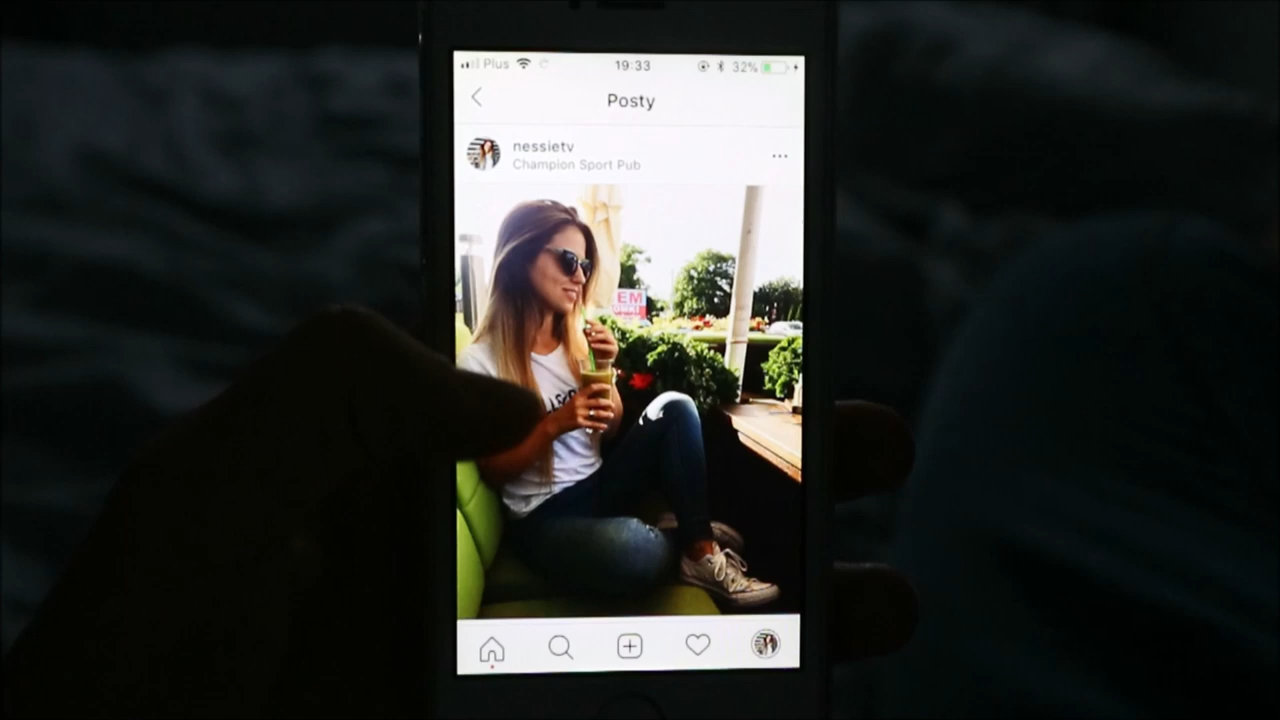 Plus 19:33 32%
Posty
nessietv
Champion Sport Pub
EM